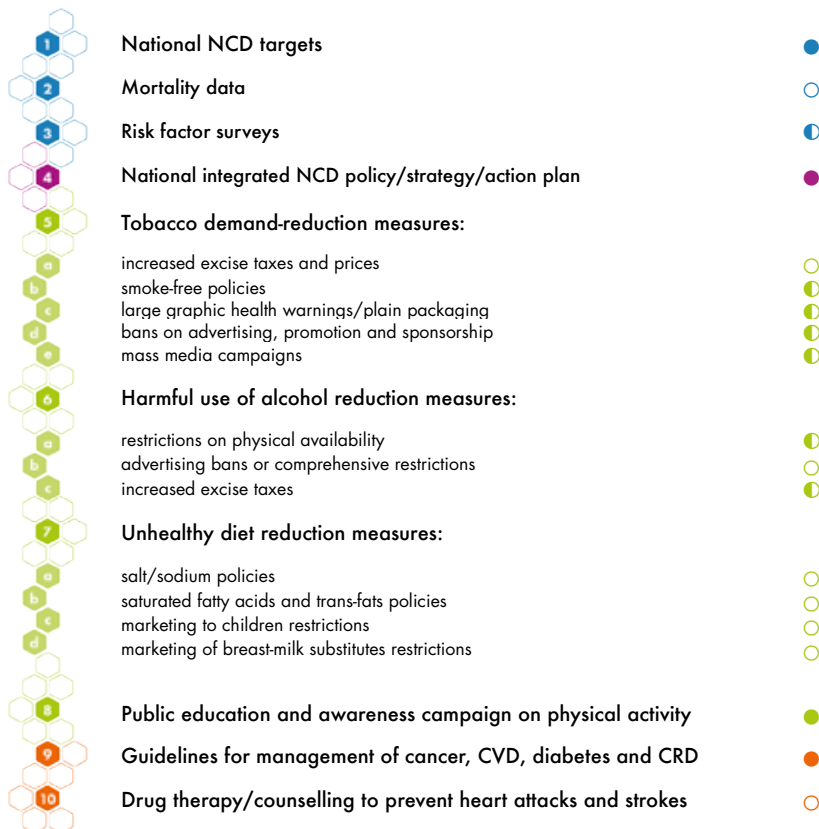 1 National NCD targets
2 Mortality data
3 Risk factor surveys
4 National integrated NCD policy/strategy/action plan
5 Tobacco demand-reduction measures:
a increased excise taxes and prices
b smoke-free policies
c large graphic health warnings/plain packaging
d bans on advertising, promotion and sponsorship
e mass media campaigns
6 Harmful use of alcohol reduction measures:
a restrictions on physical availability
b advertising bans or comprehensive restrictions
c increased excise taxes
7 Unhealthy diet reduction measures:
a salt/sodium policies
b saturated fatty acids and trans-fats policies
c marketing to children restrictions
d marketing of breast-milk substitutes restrictions
8 Public education and awareness campaign on physical activity
9 Guidelines for management of cancer, CVD, diabetes and CRD
10 Drug therapy/counselling to prevent heart attacks and strokes